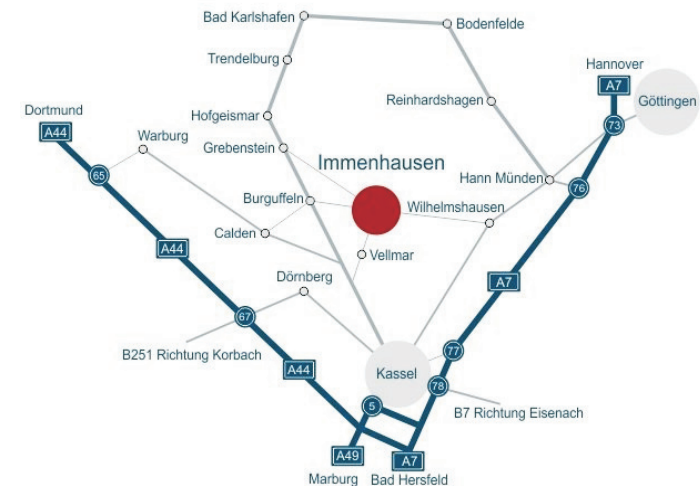 Bad Karlshafen
Bodenfelde
Trendelburg
Hannover
A7
Göttingen
Reinhardshagen
Dortmund
A44
Hofgeismar
73
Warburg
Grebenstein
Immenhausen
65
Hann Münden
76
Burguffeln
Wilhelmshausen
Calden
A44
Vellmar
Dörnberg
A7
67
B251 Richtung Korbach
77
A44
Kassel
78
5
B7 Richtung Eisenach
A49
A7
Marburg
Bad Hersfeld